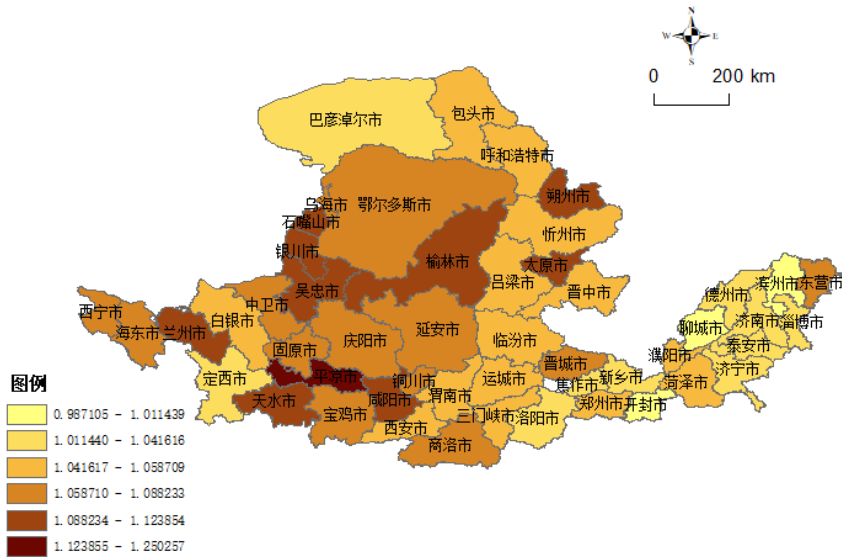 N
W E
S
0 200 km
包头市
巴彦淖尔市
呼和浩特市
朔州市
乌海市 鄂尔多斯市
石嘴山市
忻州市
银川市
榆林市 太原市
吕梁市
吴忠市
晋中市
滨州市 东营市
德州市
中卫市
西宁市
白银市
济南市 淄博市
海东市 兰州市
延安市
聊城市
庆阳市
临汾市
泰安市
固原市
濮阳市
晋城市
济宁市
定西市 平凉市
铜川市
运城市
焦作市 新乡市
菏泽市
渭南市
天水市 咸阳市
郑州市 开封市
宝鸡市
三门峡市 洛阳市
西安市
商洛市
图例
0.987105 - 1.011439
1.011440 - 1.041616
1.041617 - 1.058709
1.058710 - 1.088233
1.088234 - 1.123854
1.123855 - 1.250257